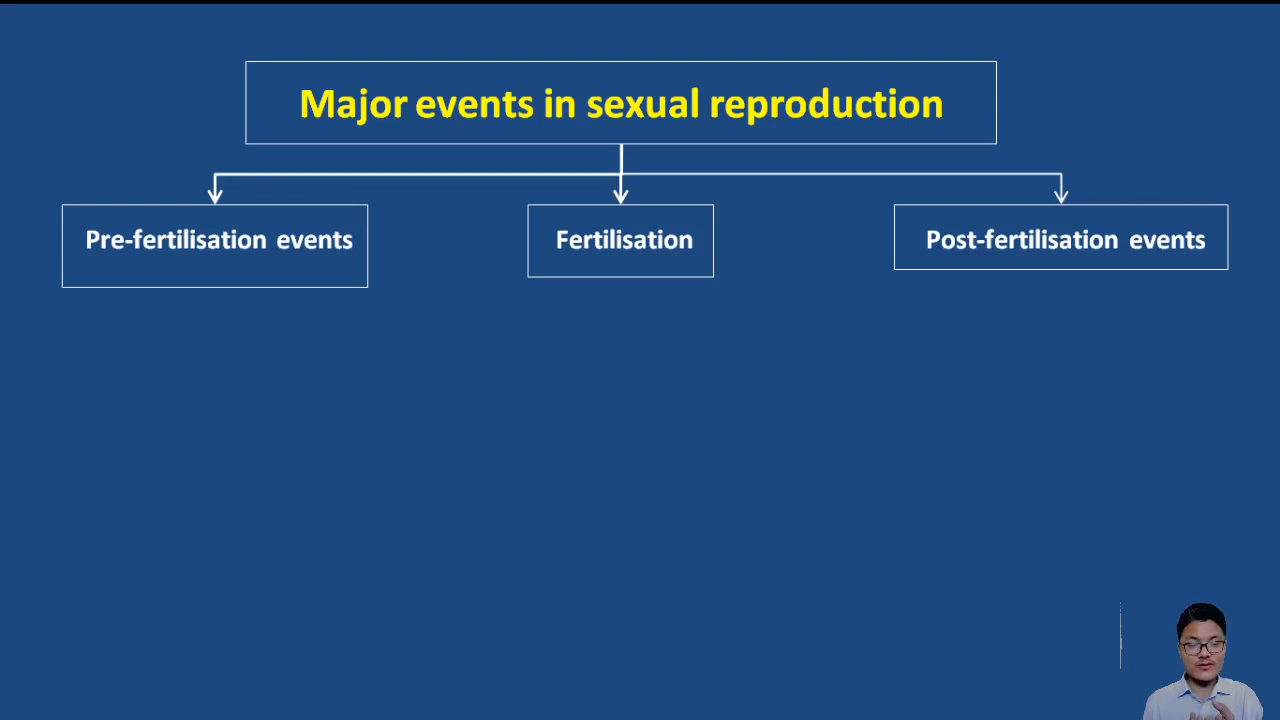 Major events in sexual reproduction
Pre-fertilisation events
Fertilisation
Post-fertilisation events